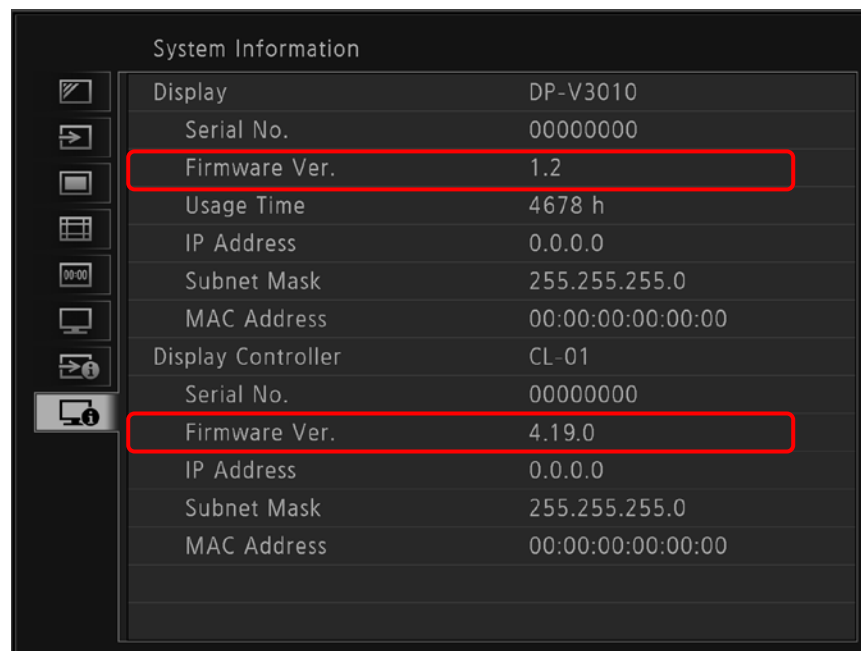 System Information
Display DP-V3010
Serial No. 00000000
Firmware Ver. 1.2
Usage Time 4678 h
IP Address 0.0.0.0
Subnet Mask 255.255.255.0
00:00
MAC Address 00:00:00:00:00:00
Display Controller CL-01
Serial No. 00000000
Firmware Ver. 4.19.0
IP Address 0.0.0.0
Subnet Mask 255.255.255.0
MAC Address 00:00:00:00:00:00